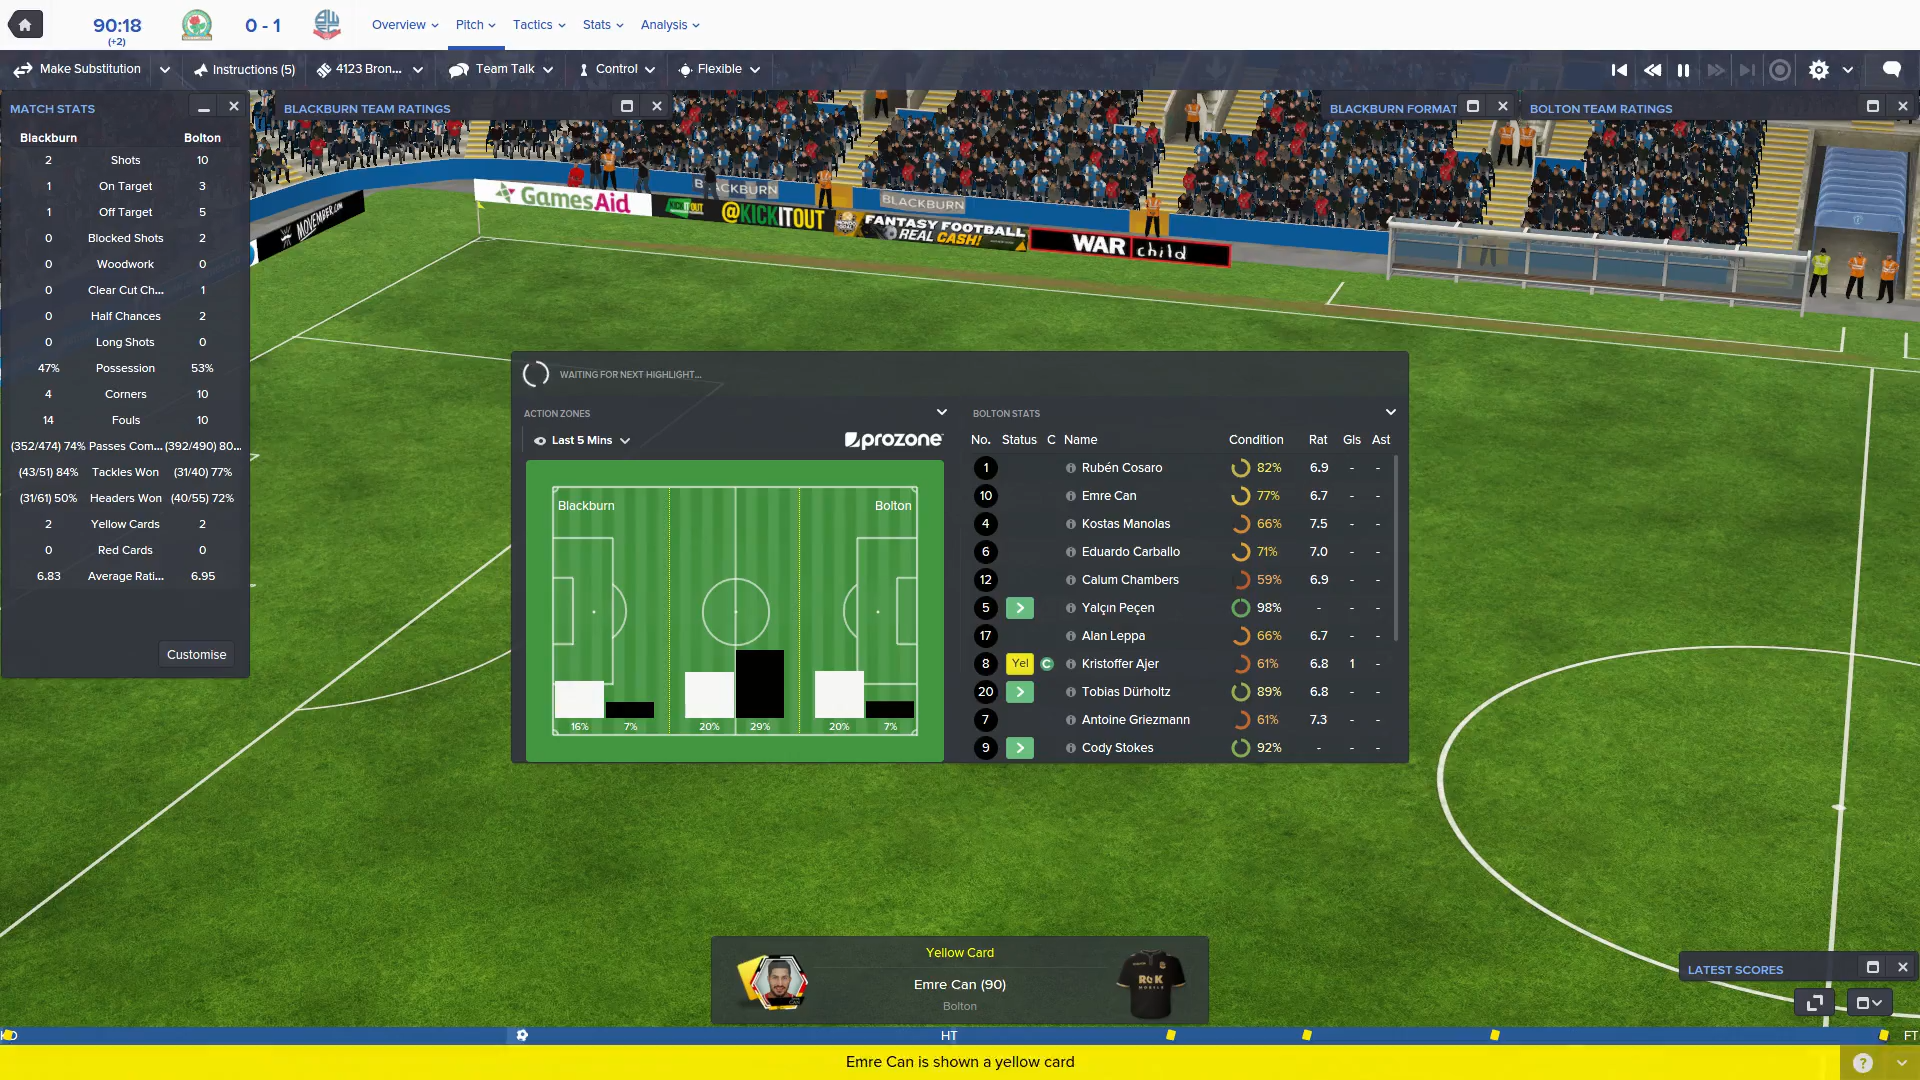 90:18
(+2)
0 - 1
Overview
Pitch
Tactics
Stats
Analysis
Make Substitution
Instructions (5)
4123 Bron...
Team Talk
Control
Flexible
MATCH STATS
BLACKBURN TEAM RATINGS
BLACKBURN FORMAT
BOLTON TEAM RATINGS
Blackburn Bolton
2 Shots 10
1 On Target 3
1 Off Target 5
0 Blocked Shots 2
0 Woodwork 0
0 Clear Cut Ch... 1
0 Half Chances 2
0 Long Shots 0
47% Possession 53%
4 Corners 10
14 Fouls 10
(352/474) 74% Passes Com... (392/490) 80...
(43/51) 84% Tackles Won (31/40) 77%
(31/61) 50% Headers Won (40/55) 72%
2 Yellow Cards 2
0 Red Cards 0
6.83 Average Rati... 6.95
Customise
MOVEMBER.COM
GamesAid
BLACKBURN
KICK IT OUT
@KICKITOUT
BLACKBURN
FANTASY FOOTBALL
REAL CASH!
WAR child
WAITING FOR NEXT HIGHLIGHT...
ACTION ZONES
Last 5 Mins
prozone
Blackburn
Bolton
16% 7% 20% 29% 20% 7%
BOLTON STATS
No. Status C Name Condition Rat Gls Ast
1 Rubén Cosaro 82% 6.9 - -
10 Emre Can 77% 6.7 - -
4 Kostas Manolas 66% 7.5 - -
6 Eduardo Carballo 71% 7.0 - -
12 Calum Chambers 59% 6.9 - -
5 Yalçın Peçen 98% - - -
17 Alan Leppa 66% 6.7 - -
8 Yel C Kristoffer Ajer 61% 6.8 1 -
20 Tobias Dürholtz 89% 6.8 - -
7 Antoine Griezmann 61% 7.3 - -
9 Cody Stokes 92% - - -
Yellow Card
Emre Can (90)
Bolton
LATEST SCORES
HT
FT
Emre Can is shown a yellow card
?